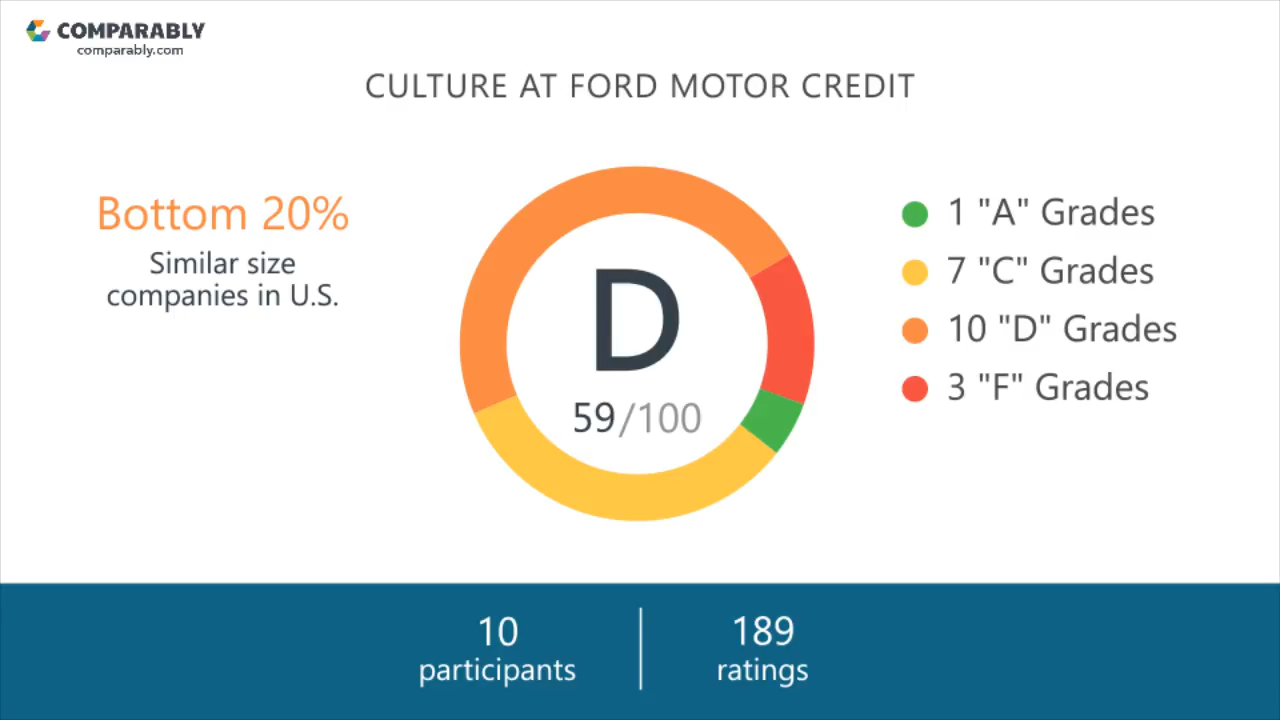 COMPARABLY
comparably.com
CULTURE AT FORD MOTOR CREDIT
Bottom 20%
Similar size
companies in U.S.
D
59/100
1 "A" Grades
7 "C" Grades
10 "D" Grades
3 "F" Grades
10
participants
189
ratings